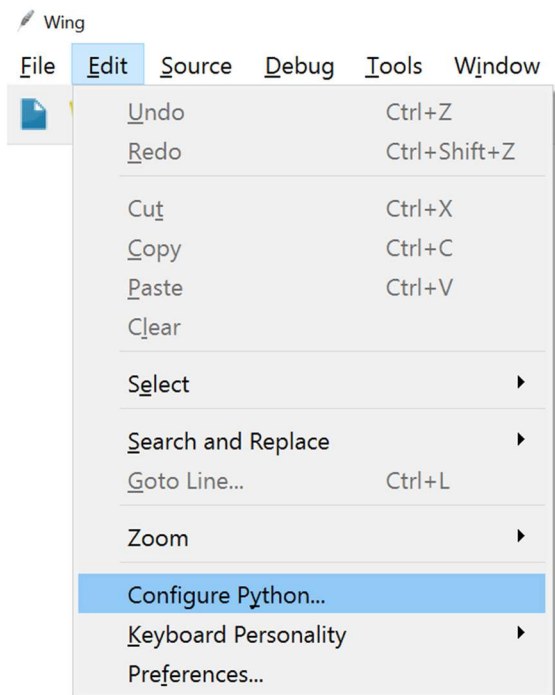 Wing
File Edit Source Debug Tools Window
Undo Ctrl+Z
Redo Ctrl+Shift+Z
Cut Ctrl+X
Copy Ctrl+C
Paste Ctrl+V
Clear
Select
Search and Replace
Goto Line... Ctrl+L
Zoom
Configure Python...
Keyboard Personality
Preferences...